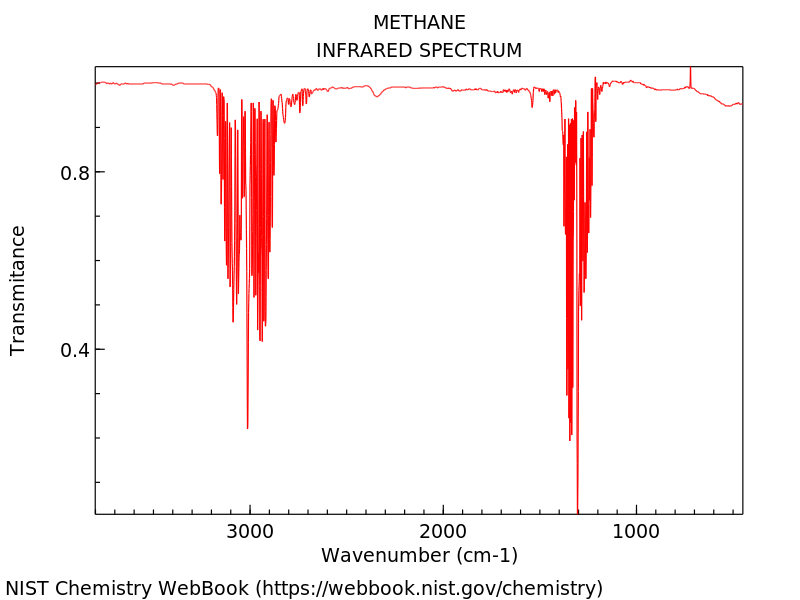 METHANE
INFRARED SPECTRUM
0.8
0.4
Transmitance
3000 2000 1000
Wavenumber (cm-1)
NIST Chemistry WebBook (https://webbook.nist.gov/chemistry)